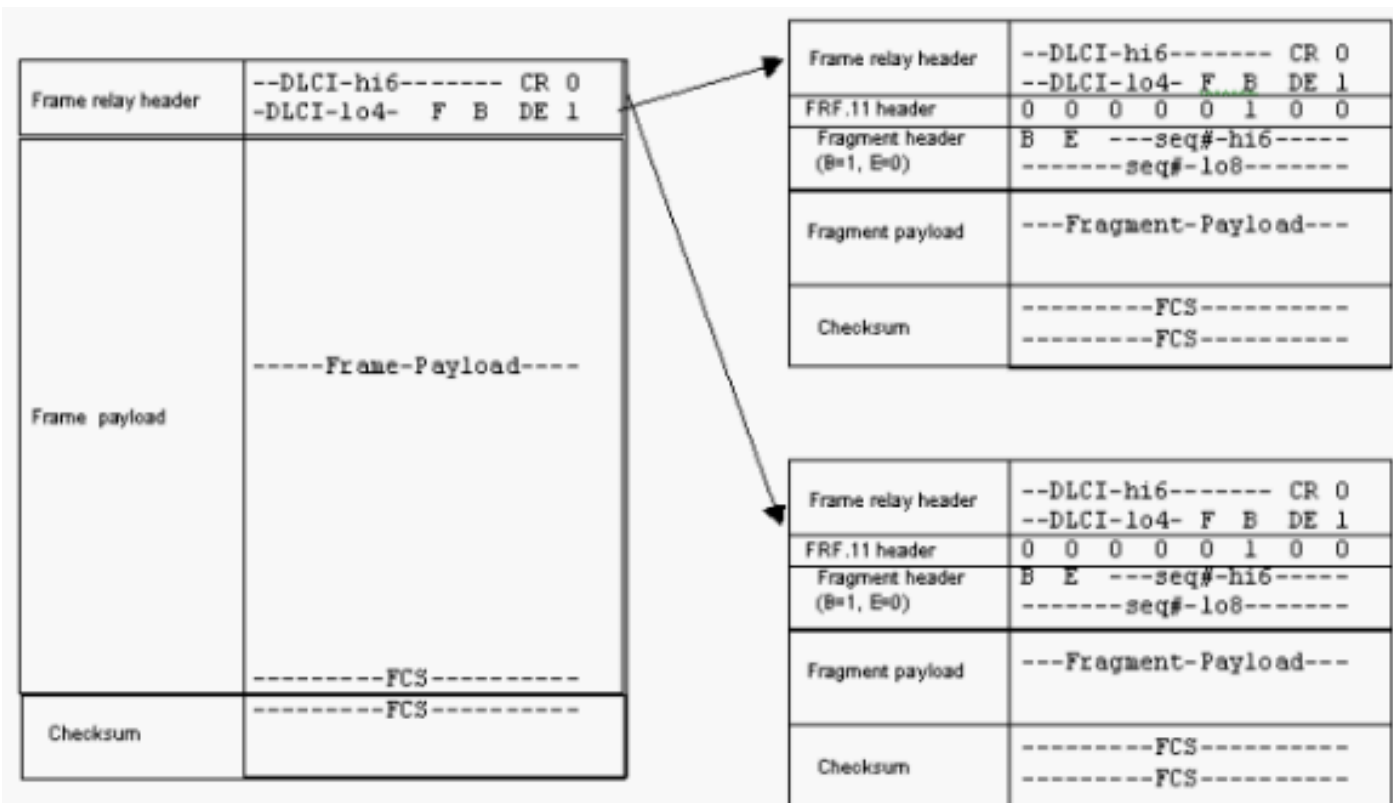 Frame relay header
--DLCI-hi6------- CR 0
-DLCI-lo4- F B DE 1
-----Frame-Payload----
Frame payload
---------FCS----------
---------FCS----------
Checksum
Frame relay header
--DLCI-hi6------- CR 0
--DLCI-lo4- F B DE 1
FRF.11 header
0 0 0 0 0 1 0 0
Fragment header
(B=1, E=0)
B E ---seq#-hi6-----
-------seq#-lo8-------
Fragment payload
---Fragment-Payload---
Checksum
---------FCS----------
---------FCS----------
Frame relay header
--DLCI-hi6------- CR 0
--DLCI-lo4- F B DE 1
FRF.11 header
0 0 0 0 0 1 0 0
Fragment header
(B=1, E=0)
B E ---seq#-hi6-----
-------seq#-lo8-------
Fragment payload
---Fragment-Payload---
Checksum
---------FCS----------
---------FCS----------